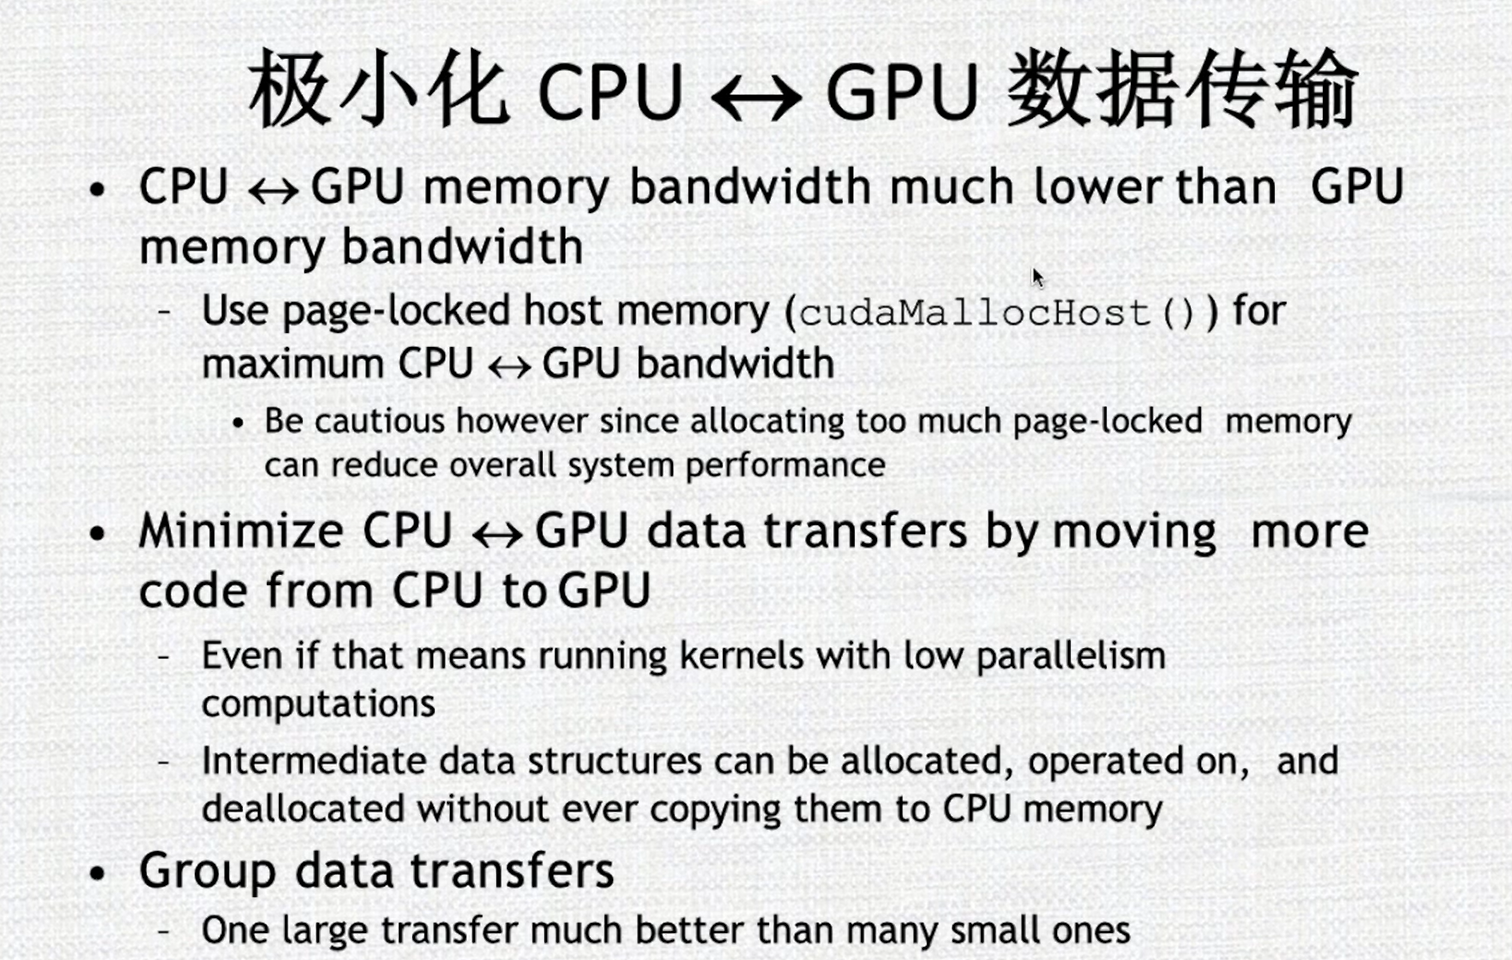 极小化 CPU ↔ GPU 数据传输
• CPU ↔ GPU memory bandwidth much lower than GPU
memory bandwidth
- Use page-locked host memory (cudaMallocHost()) for
maximum CPU ↔ GPU bandwidth
• Be cautious however since allocating too much page-locked memory
can reduce overall system performance
• Minimize CPU ↔ GPU data transfers by moving more
code from CPU to GPU
- Even if that means running kernels with low parallelism
computations
- Intermediate data structures can be allocated, operated on, and
deallocated without ever copying them to CPU memory
• Group data transfers
- One large transfer much better than many small ones